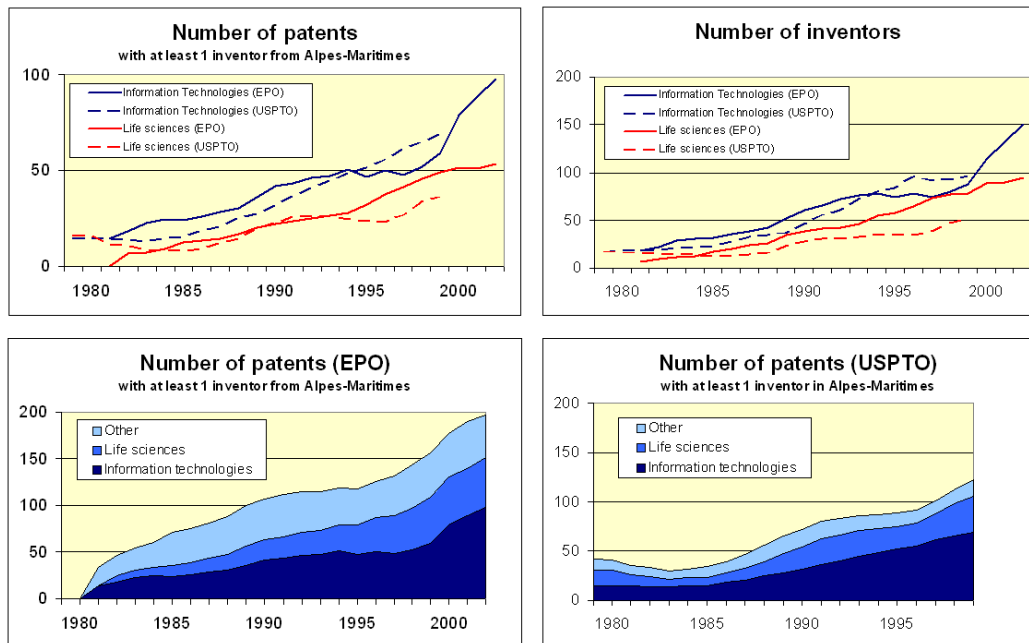 Number of patents
with at least 1 inventor from Alpes-Maritimes
100
50
0
Information Technologies (EPO)
Information Technologies (USPTO)
Life sciences (EPO)
Life sciences (USPTO)
1980 1985 1990 1995 2000
Number of inventors
200
150
100
50
0
Information Technologies (EPO)
Information Technologies (USPTO)
Life sciences (EPO)
Life sciences (USPTO)
1980 1985 1990 1995 2000
Number of patents (EPO)
with at least 1 inventor from Alpes-Maritimes
200
150
100
50
0
Other
Life sciences
Information technologies
1980 1985 1990 1995 2000
Number of patents (USPTO)
with at least 1 inventor in Alpes-Maritimes
200
150
100
50
0
Other
Life sciences
Information technologies
1980 1985 1990 1995